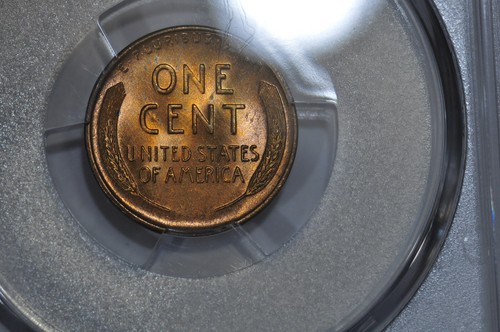 ONE
CENT
UNITED STATES
OF AMERICA